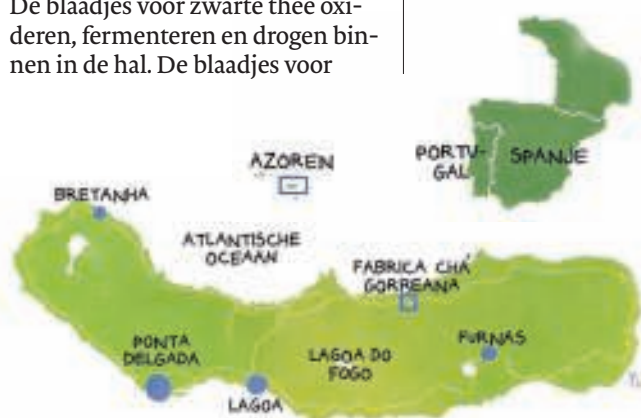 De blaadjes voor zwarte thee oxi-
deren, fermenteren en drogen bin-
nen in de hal. De blaadjes voor
AZOREN
PORTU-
GAL
SPANJE
BRETANHA
ATLANTISCHE
OCEAAN
FABRICA CHÁ
GORREANA
PONTA
DELGADA
LAGOA DO
FOGO
FURNAS
LAGOA